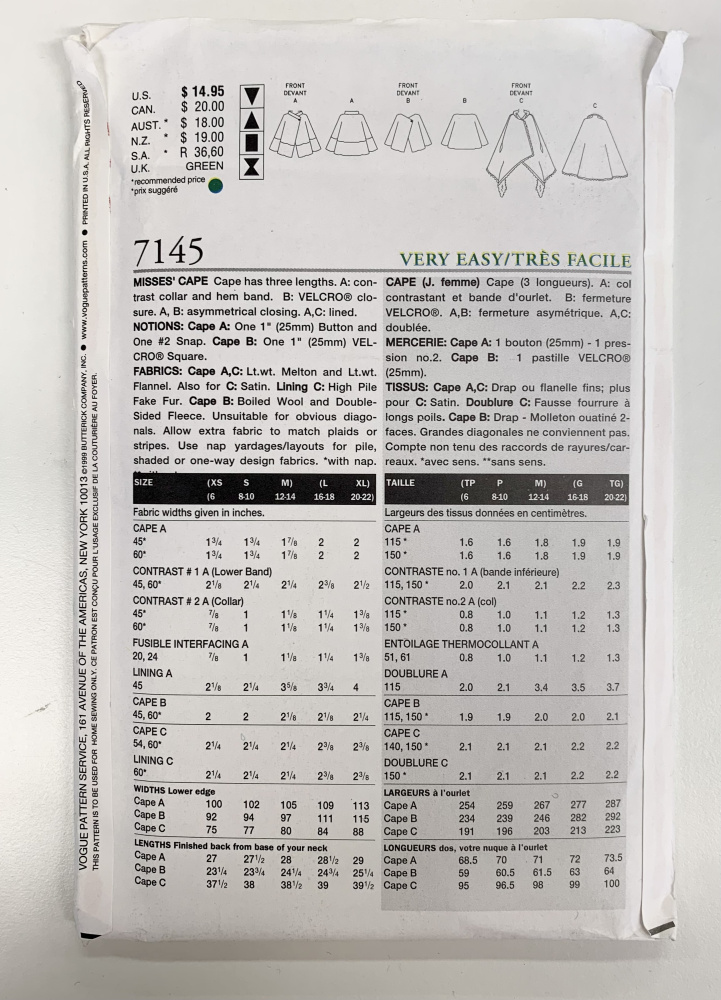 U.S. $ 14.95
CAN. $ 20.00
AUST.* $ 18.00
N.Z. * $ 19.00
S.A. * R 36,60
U.K. GREEN
*recommended price
*prix suggéré
FRONT
DEVANT
A
A
FRONT
DEVANT
B
B
FRONT
DEVANT
C
C
7145
VERY EASY/TRÈS FACILE
MISSES' CAPE Cape has three lengths. A: con-
trast collar and hem band. B: VELCRO® clo-
sure. A, B: asymmetrical closing. A,C: lined.
NOTIONS: Cape A: One 1" (25mm) Button and
One #2 Snap. Cape B: One 1" (25mm) VEL-
CRO® Square.
FABRICS: Cape A,C: Lt.wt. Melton and Lt.wt.
Flannel. Also for C: Satin. Lining C: High Pile
Fake Fur. Cape B: Boiled Wool and Double-
Sided Fleece. Unsuitable for obvious diago-
nals. Allow extra fabric to match plaids or
stripes. Use nap yardages/layouts for pile,
shaded or one-way design fabrics. *with nap.
CAPE (J. femme) Cape (3 longueurs). A: col
contrastant et bande d'ourlet. B: fermeture
VELCRO®. A,B: fermeture asymétrique. A,C:
doublée.
MERCERIE: Cape A: 1 bouton (25mm) - 1 pres-
sion no.2. Cape B: 1 pastille VELCRO®
(25mm).
TISSUS: Cape A,C: Drap ou flanelle fins; plus
pour C: Satin. Doublure C: Fausse fourrure à
longs poils. Cape B: Drap - Molleton ouatiné 2-
faces. Grandes diagonales ne conviennent pas.
Compte non tenu des raccords de rayures/car-
reaux. *avec sens. **sans sens.
SIZE (XS S M) (L XL)
(6 8-10 12-14 16-18 20-22)
Fabric widths given in inches.
CAPE A
45* 1 3/4 1 3/4 1 7/8 2 2
60* 1 3/4 1 3/4 1 7/8 2 2
CONTRAST # 1 A (Lower Band)
45, 60* 2 1/8 2 1/4 2 1/4 2 3/8 2 1/2
CONTRAST # 2 A (Collar)
45* 7/8 1 1 1/8 1 1/4 1 3/8
60* 7/8 1 1 1/8 1 1/4 1 3/8
FUSIBLE INTERFACING A
20, 24 7/8 1 1 1/8 1 1/4 1 3/8
LINING A
45 2 1/8 2 1/4 3 5/8 3 3/4 4
CAPE B
45, 60* 2 2 2 1/8 2 1/8 2 1/4
CAPE C
54, 60* 2 1/4 2 1/4 2 1/4 2 3/8 2 3/8
LINING C
60* 2 1/4 2 1/4 2 1/4 2 3/8 2 3/8
WIDTHS Lower edge
Cape A 100 102 105 109 113
Cape B 92 94 97 111 115
Cape C 75 77 80 84 88
LENGTHS Finished back from base of your neck
Cape A 27 27 1/2 28 28 1/2 29
Cape B 23 1/4 23 3/4 24 1/4 24 3/4 25 1/4
Cape C 37 1/2 38 38 1/2 39 39 1/2
TAILLE (TP P M) (G TG)
(6 8-10 12-14 16-18 20-22)
Largeurs des tissus données en centimètres.
CAPE A
115* 1.6 1.6 1.8 1.9 1.9
150* 1.6 1.6 1.8 1.9 1.9
CONTRASTE no. 1 A (bande inférieure)
115, 150* 2.0 2.1 2.1 2.2 2.3
CONTRASTE no.2 A (col)
115* 0.8 1.0 1.1 1.2 1.3
150* 0.8 1.0 1.1 1.2 1.3
ENTOILAGE THERMOCOLLANT A
51, 61 0.8 1.0 1.1 1.2 1.3
DOUBLURE A
115 2.0 2.1 3.4 3.5 3.7
CAPE B
115, 150* 1.9 1.9 2.0 2.0 2.1
CAPE C
140, 150* 2.1 2.1 2.1 2.2 2.2
DOUBLURE C
150* 2.1 2.1 2.1 2.2 2.2
LARGEURS à l'ourlet
Cape A 254 259 267 277 287
Cape B 234 239 246 282 292
Cape C 191 196 203 213 223
LONGUEURS dos, votre nuque à l'ourlet
Cape A 68.5 70 71 72 73.5
Cape B 59 60.5 61.5 63 64
Cape C 95 96.5 98 99 100
VOGUE PATTERN SERVICE, 161 AVENUE OF THE AMERICAS, NEW YORK 10013 ©1999 BUTTERICK COMPANY, INC. ● www.voguepatterns.com ● PRINTED IN U.S.A. ALL RIGHTS RESERVED
THIS PATTERN IS TO BE USED FOR HOME SEWING ONLY. CE PATRON EST CONÇU POUR L'USAGE EXCLUSIF DE LA COUTURIÈRE AU FOYER.